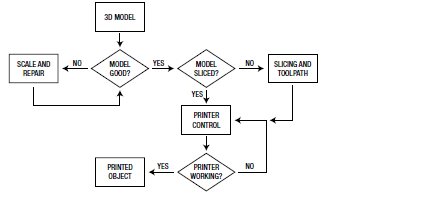 3D MODEL
SCALE AND
REPAIR
NO
MODEL
GOOD?
YES
MODEL
SLICED?
NO
SLICING AND
TOOLPATH
YES
PRINTER
CONTROL
PRINTED
OBJECT
YES
PRINTER
WORKING?
NO